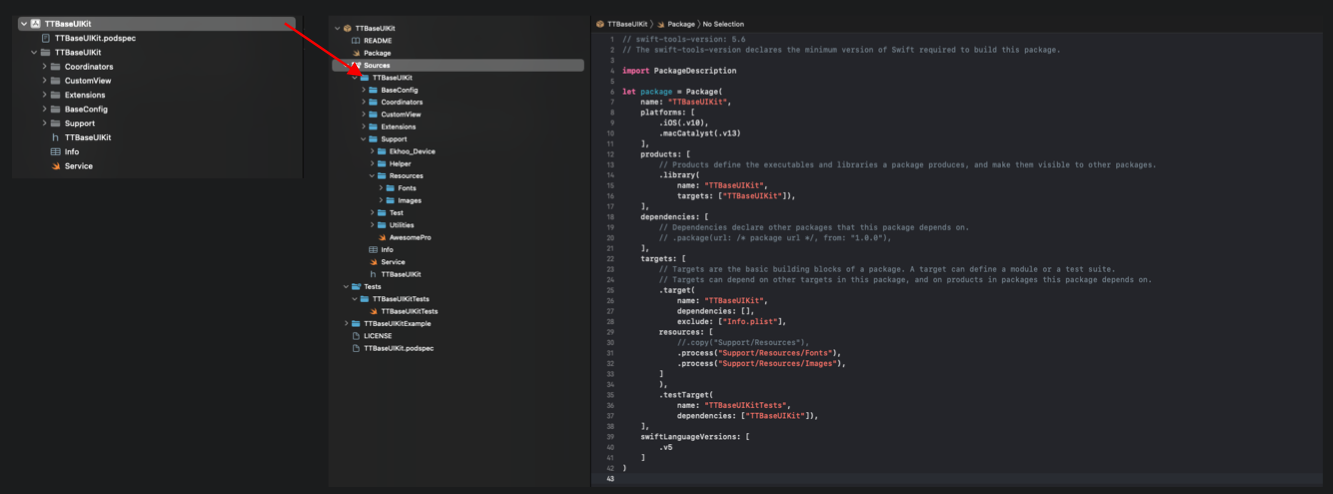 TTBaseUIKit
TTBaseUIKit.podspec
TTBaseUIKit
Coordinators
CustomView
Extensions
BaseConfig
Support
h TTBaseUIKit
Info
Service
TTBaseUIKit
README
Package
Sources
TTBaseUIKit
BaseConfig
Coordinators
CustomView
Extensions
Support
Ekhoo_Device
Helper
Resources
Fonts
Images
Test
Utilities
AwesomePro
Info
Service
h TTBaseUIKit
Tests
TTBaseUIKitTests
TTBaseUIKitTests
TTBaseUIKitExample
LICENSE
TTBaseUIKit.podspec
TTBaseUIKit 〉 Package 〉 No Selection
1 // swift-tools-version: 5.6
2 // The swift-tools-version declares the minimum version of Swift required to build this package.
3
4 import PackageDescription
5
6 let package = Package(
7 name: "TTBaseUIKit",
8 platforms: [
9 .iOS(.v10),
10 .macCatalyst(.v13)
11 ],
12 products: [
13 // Products define the executables and libraries a package produces, and make them visible to other packages.
14 .library(
15 name: "TTBaseUIKit",
16 targets: ["TTBaseUIKit"]),
17 ],
18 dependencies: [
19 // Dependencies declare other packages that this package depends on.
20 // .package(url: /* package url */, from: "1.0.0"),
21 ],
22 targets: [
23 // Targets are the basic building blocks of a package. A target can define a module or a test suite.
24 // Targets can depend on other targets in this package, and on products in packages this package depends on.
25 .target(
26 name: "TTBaseUIKit",
27 dependencies: [],
28 exclude: ["Info.plist"],
29 resources: [
30 //.copy("Support/Resources"),
31 .process("Support/Resources/Fonts"),
32 .process("Support/Resources/Images"),
33 ]
34 ),
35 .testTarget(
36 name: "TTBaseUIKitTests",
37 dependencies: ["TTBaseUIKit"]),
38 ],
39 swiftLanguageVersions: [
40 .v5
41 ]
42 )
43